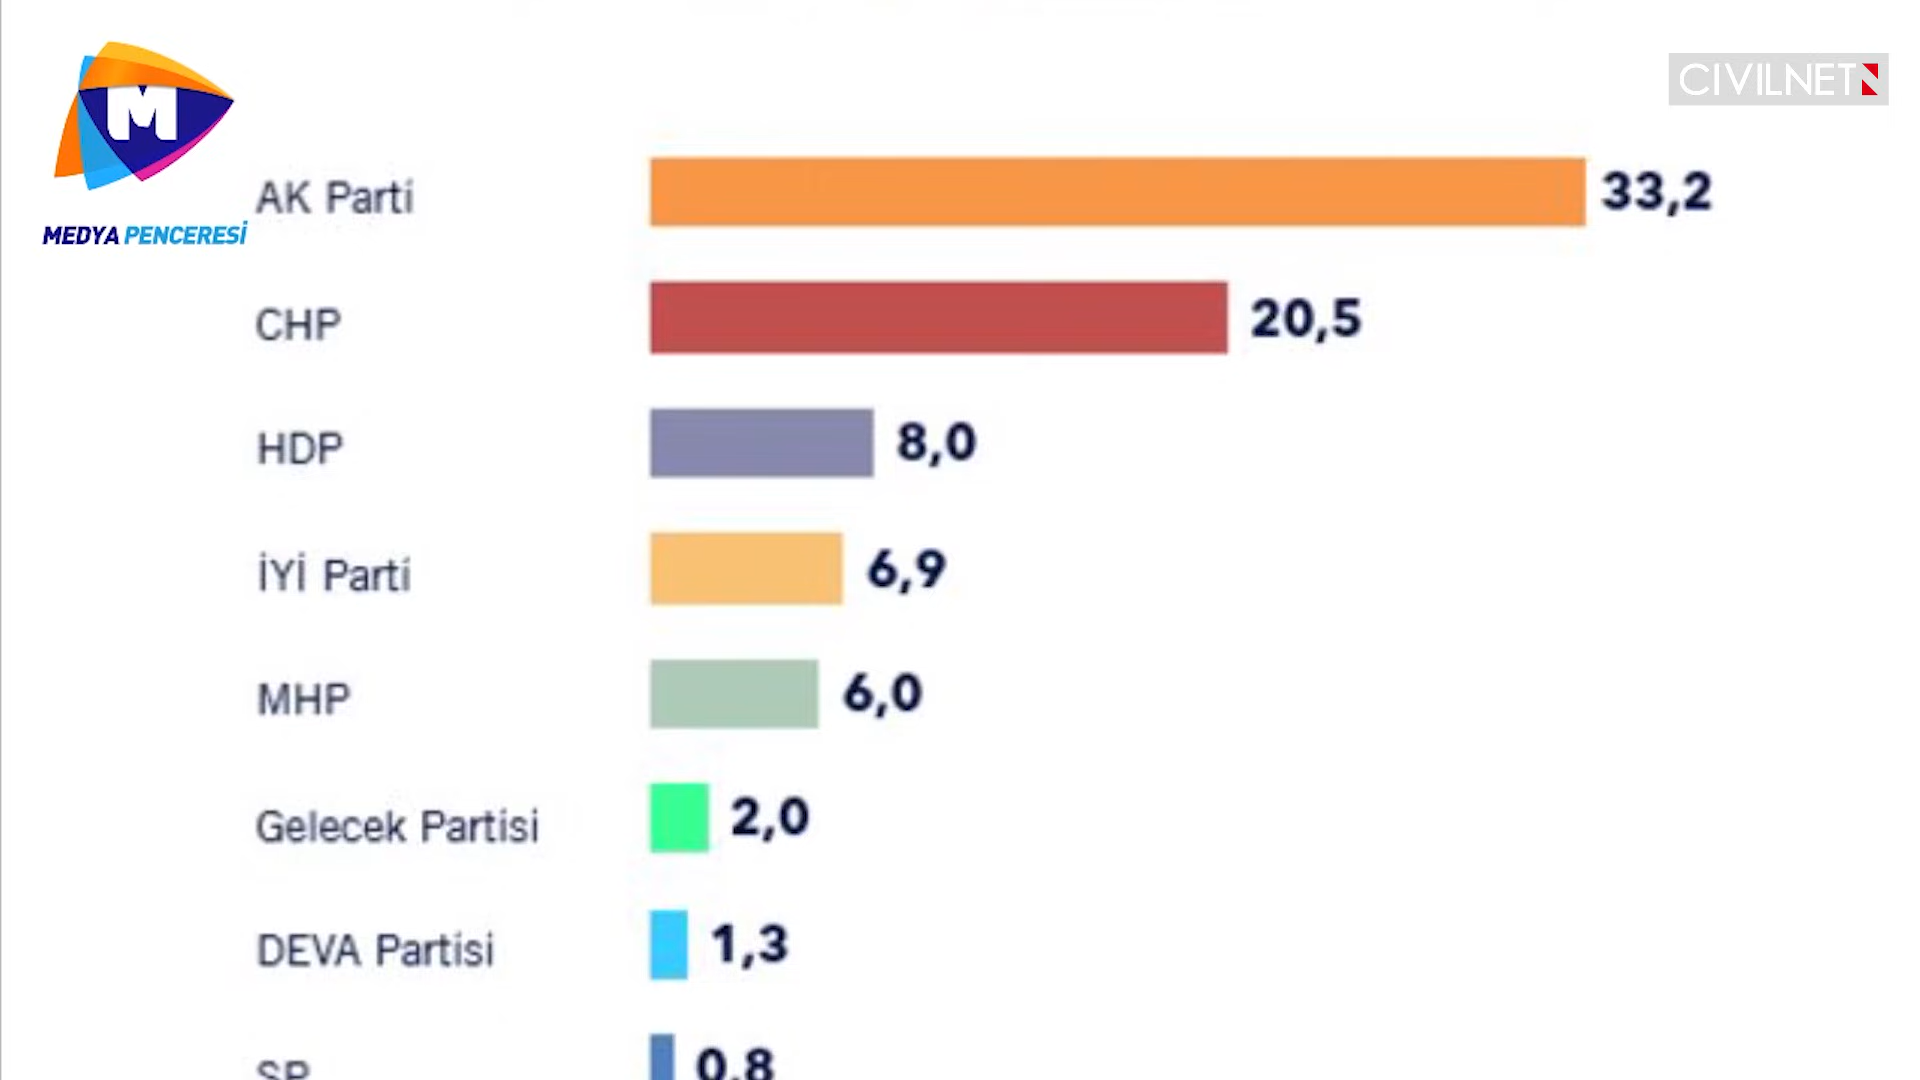 CIVILNET
M
MEDYA PENCERESİ
AK Parti 33,2
CHP 20,5
HDP 8,0
İYİ Parti 6,9
MHP 6,0
Gelecek Partisi 2,0
DEVA Partisi 1,3
SP 0,8